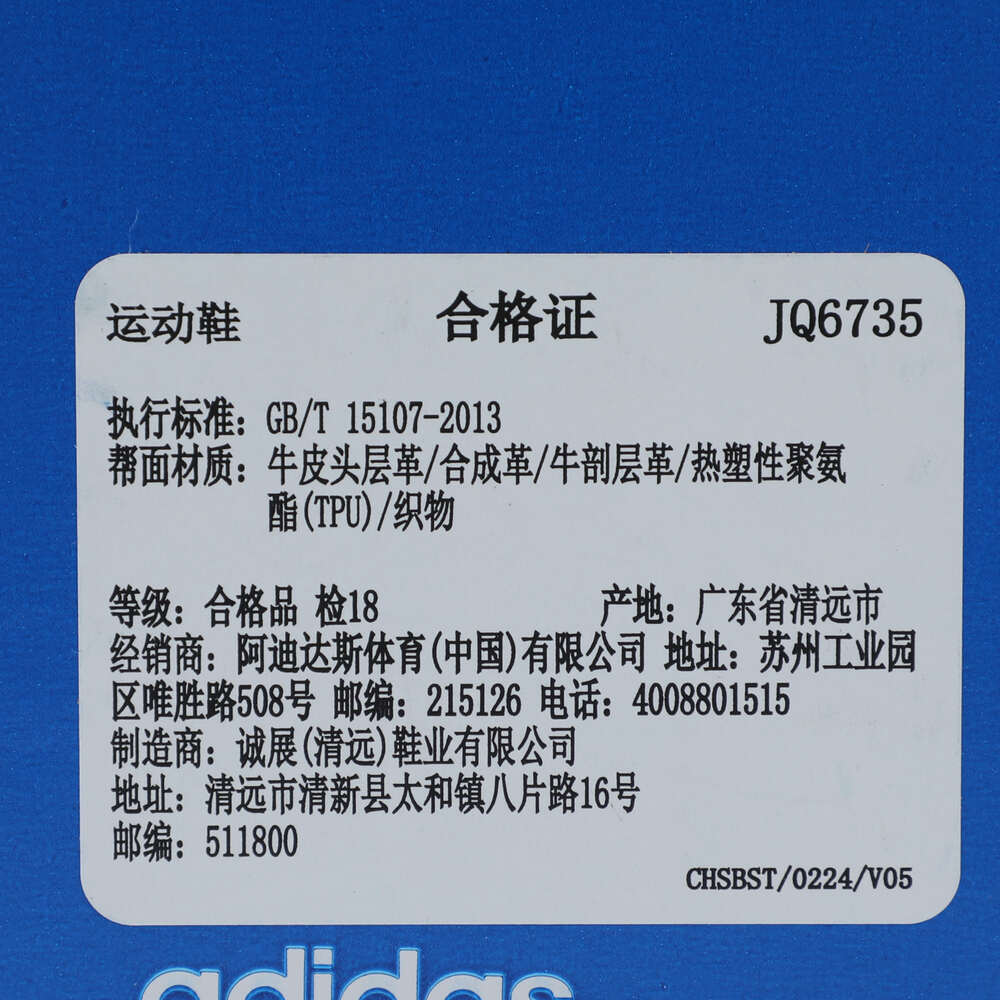 运动鞋 合格证 JQ6735
执行标准: GB/T 15107-2013
帮面材质: 牛皮头层革/合成革/牛剖层革/热塑性聚氨
酯(TPU)/织物
等级: 合格品 检18 产地: 广东省清远市
经销商: 阿迪达斯体育(中国)有限公司 地址: 苏州工业园
区唯胜路508号 邮编: 215126 电话: 4008801515
制造商: 诚展(清远)鞋业有限公司
地址: 清远市清新县太和镇八片路16号
邮编: 511800
CHSBST/0224/V05
adidas